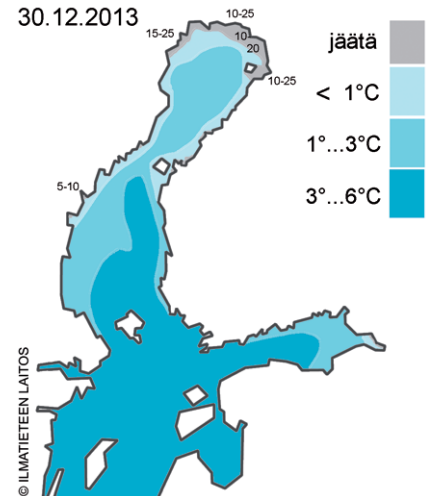 30.12.2013
10-25
15-25
10
20
10-25
5-10
jäätä
< 1°C
1°...3°C
3°...6°C
© ILMATIETEEN LAITOS